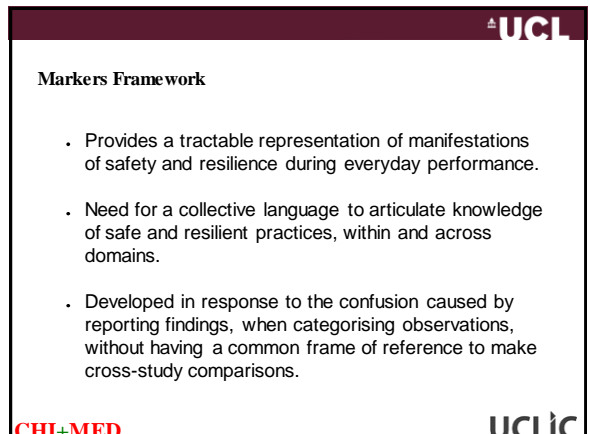 UCL
Markers Framework
• Provides a tractable representation of manifestations
of safety and resilience during everyday performance.
• Need for a collective language to articulate knowledge
of safe and resilient practices, within and across
domains.
• Developed in response to the confusion caused by
reporting findings, when categorising observations,
without having a common frame of reference to make
cross-study comparisons.
CHI+MED
UCLIC